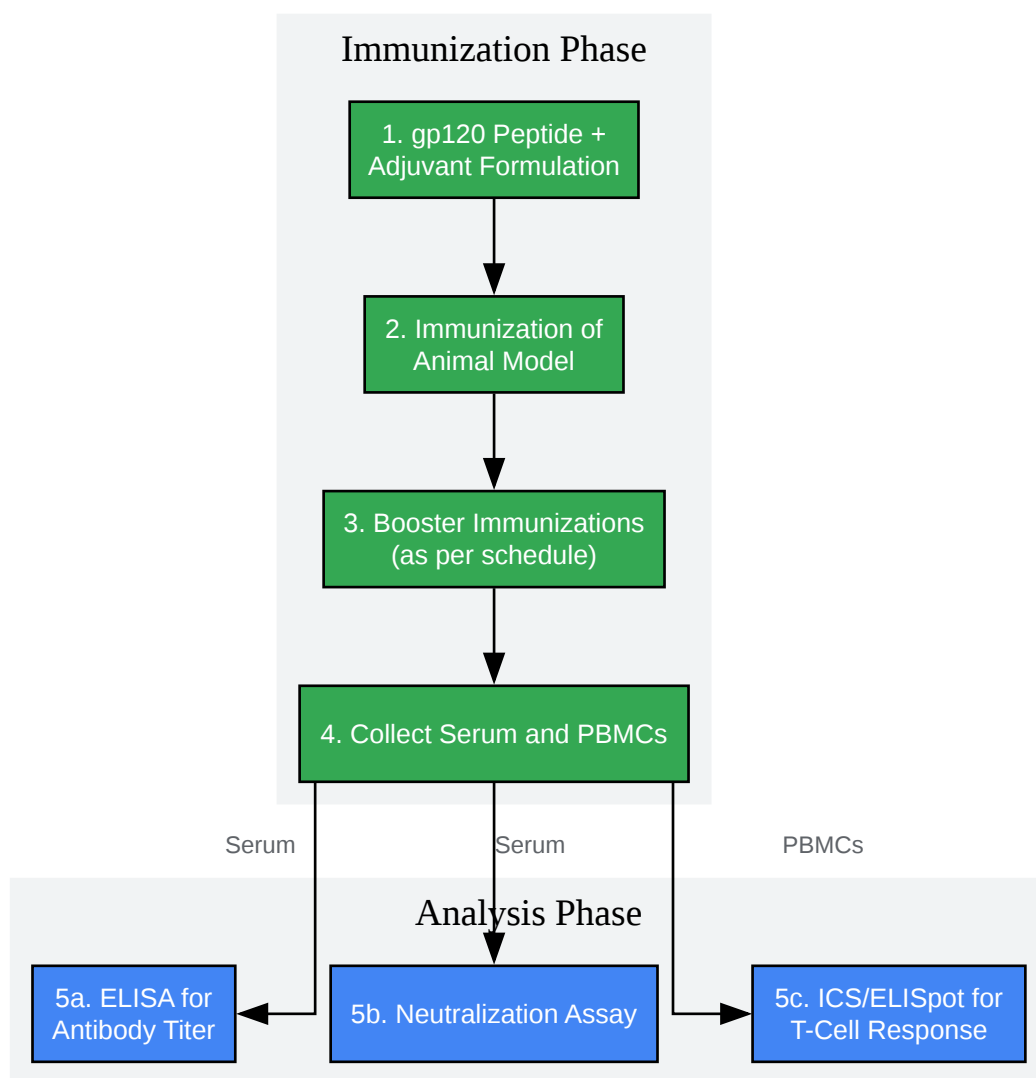 Immunization Phase
1. gp120 Peptide +
Adjuvant Formulation
2. Immunization of
Animal Model
3. Booster Immunizations
(as per schedule)
4. Collect Serum and PBMCs
Serum
Serum
PBMCs
Analysis Phase
5a. ELISA for
Antibody Titer
5b. Neutralization Assay
5c. ICS/ELISpot for
T-Cell Response